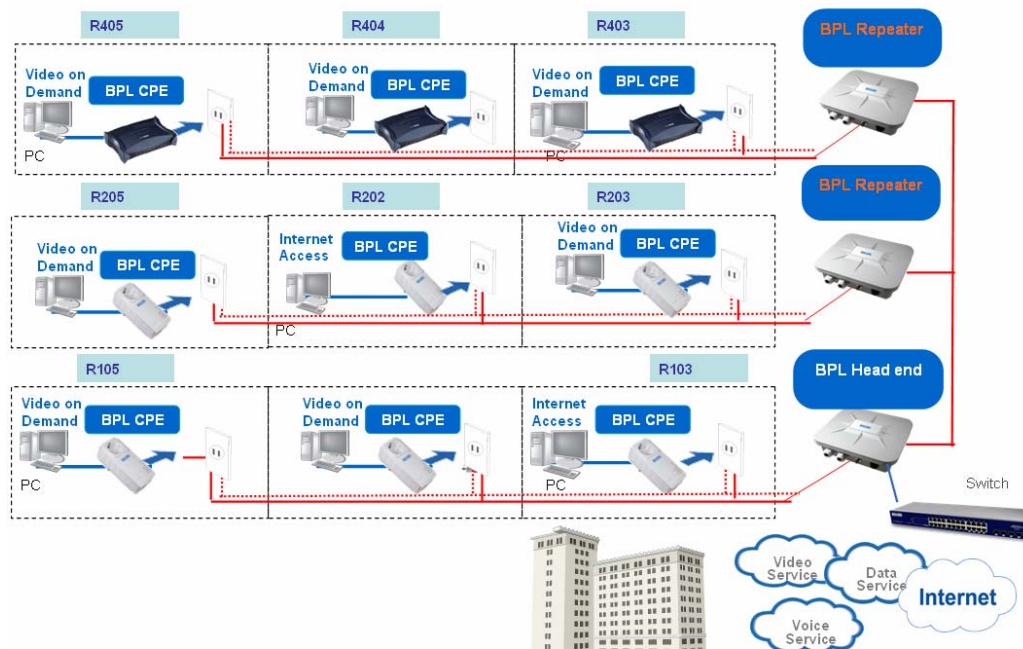 R405
R404
R403
BPL Repeater
Video on
Demand
BPL CPE
PC
Video on
Demand
BPL CPE
Video on
Demand
BPL CPE
PC
R205
R202
R203
BPL Repeater
Video on
Demand
BPL CPE
Internet
Access
BPL CPE
PC
Video on
Demand
BPL CPE
R105
R103
BPL Head end
Video on
Demand
BPL CPE
PC
Video on
Demand
BPL CPE
Internet
Access
BPL CPE
PC
Switch
Video
Service
Data
Service
Internet
Voice
Service